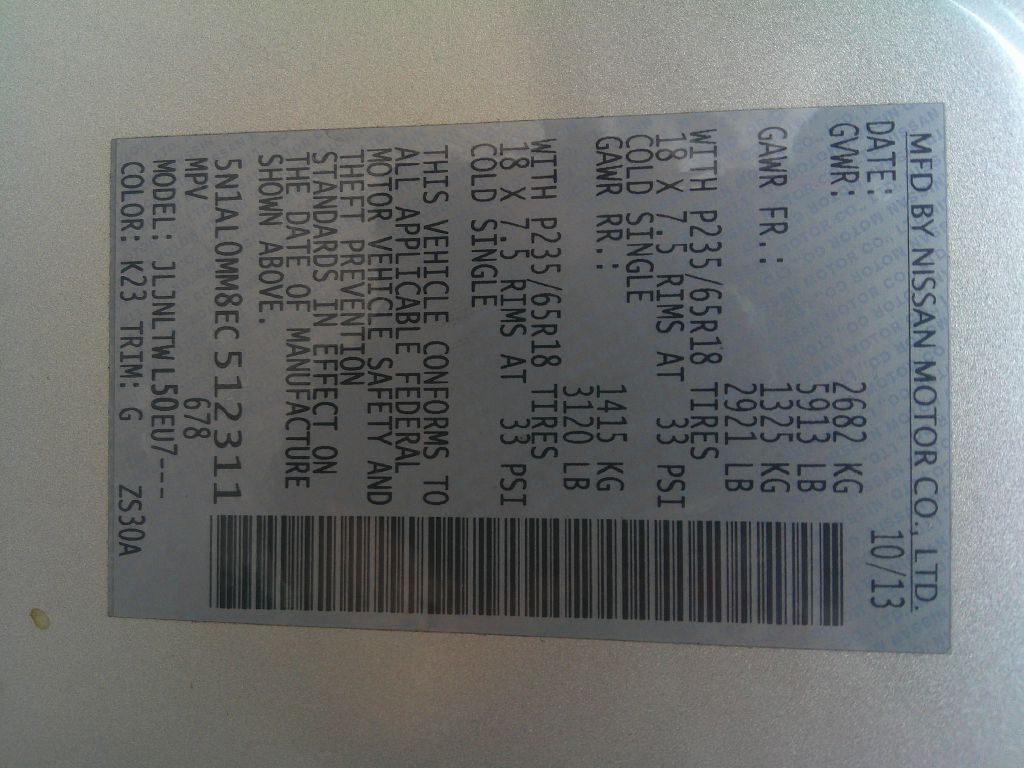 MFD BY NISSAN MOTOR CO., LTD.
DATE: 10/13
GVWR: 2682 KG
5913 LB
GAWR FR.: 1325 KG
2921 LB
WITH P235/65R18 TIRES
18 X 7.5 RIMS AT 33 PSI
COLD SINGLE
GAWR RR.: 1415 KG
3120 LB
WITH P235/65R18 TIRES
18 X 7.5 RIMS AT 33 PSI
COLD SINGLE
THIS VEHICLE CONFORMS TO
ALL APPLICABLE FEDERAL
MOTOR VEHICLE SAFETY AND
THEFT PREVENTION
STANDARDS IN EFFECT ON
THE DATE OF MANUFACTURE
SHOWN ABOVE.
5N1AL0MM8EC512311
MPV 678
MODEL: JLJNLTWL50EU7---
COLOR: K23 TRIM: G ZS30A